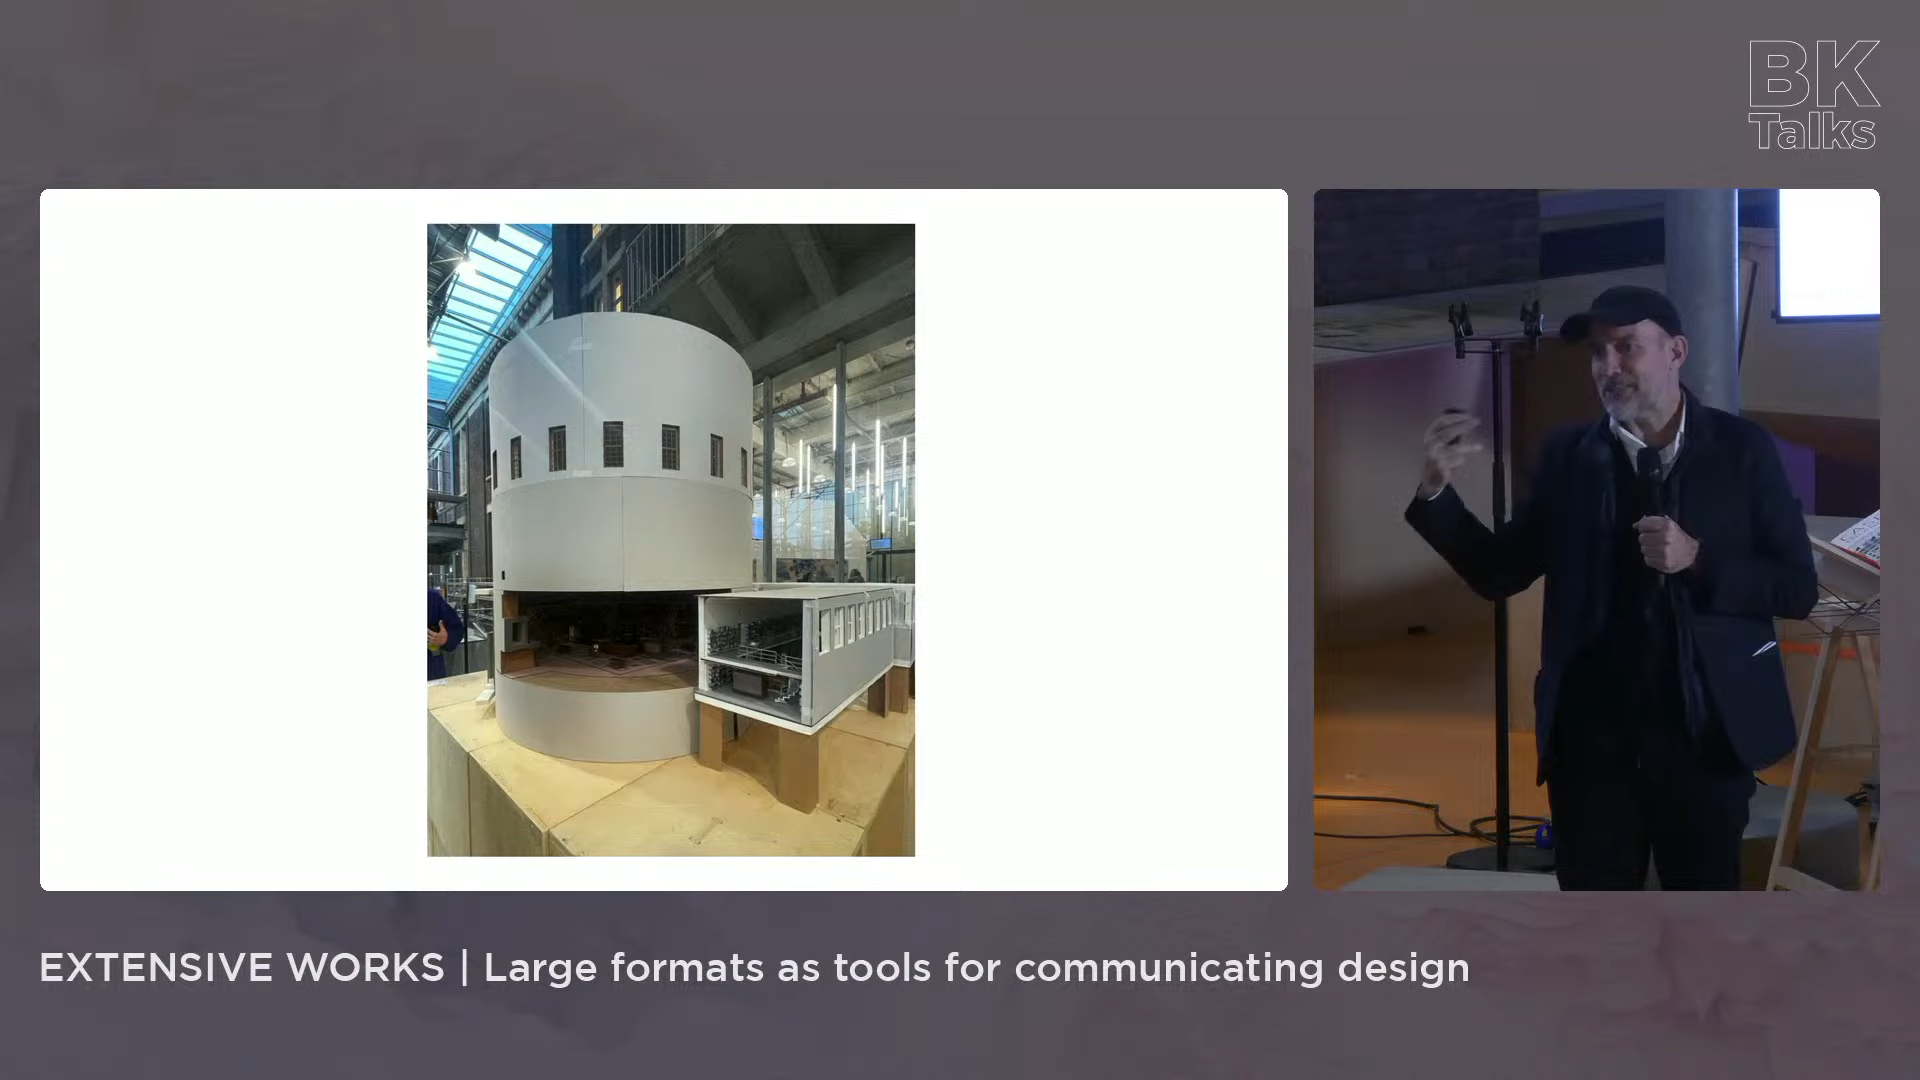 BK
Talks
EXTENSIVE WORKS | Large formats as tools for communicating design